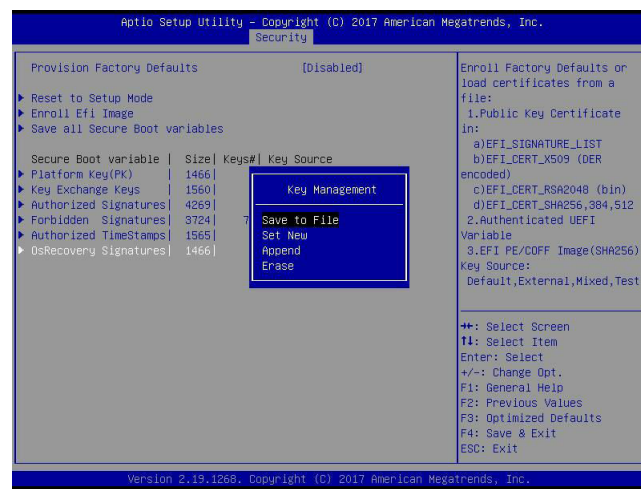 Aptio Setup Utility – Copyright (C) 2017 American Megatrends, Inc.
Security
Provision Factory Defaults [Disabled]
Reset to Setup Mode
Enroll Efi Image
Save all Secure Boot variables
Secure Boot variable | Size| Keys#| Key Source
Platform Key(PK) | 1466|
Key Exchange Keys | 1560|
Authorized Signatures| 4269|
Forbidden Signatures| 3724| 7
Authorized TimeStamps| 1565|
OsRecovery Signatures| 1466|
Key Management
Save to File
Set New
Append
Erase
Enroll Factory Defaults or
load certificates from a
file:
1.Public Key Certificate
in:
a)EFI_SIGNATURE_LIST
b)EFI_CERT_X509 (DER
encoded)
c)EFI_CERT_RSA2048 (bin)
d)EFI_CERT_SHA256,384,512
2.Authenticated UEFI
Variable
3.EFI PE/COFF Image(SHA256)
Key Source:
Default,External,Mixed,Test
→←: Select Screen
↑↓: Select Item
Enter: Select
+/-: Change Opt.
F1: General Help
F2: Previous Values
F3: Optimized Defaults
F4: Save & Exit
ESC: Exit
Version 2.19.1268. Copyright (C) 2017 American Megatrends, Inc.